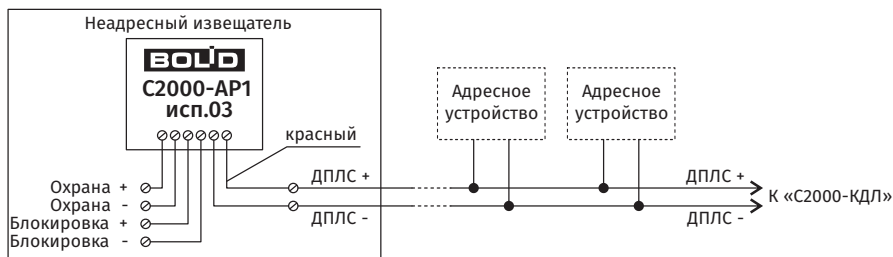 Неадресный извещатель
BOLID
С2000-АР1
исп.03
красный
Охрана +
Охрана -
Блокировка +
Блокировка -
ДПЛС +
ДПЛС -
Адресное
устройство
Адресное
устройство
ДПЛС +
ДПЛС -
К «С2000-КДЛ»